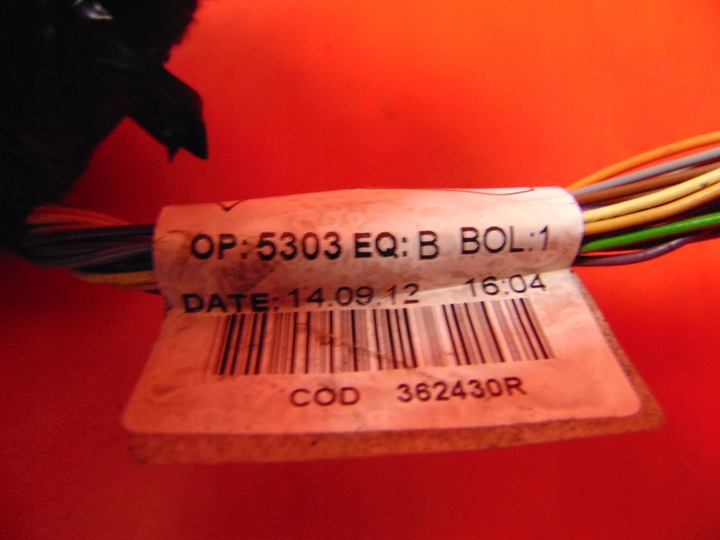 OP: 5303 EQ: B BOL:1
DATE: 14.09.12 16:04
COD 362430R